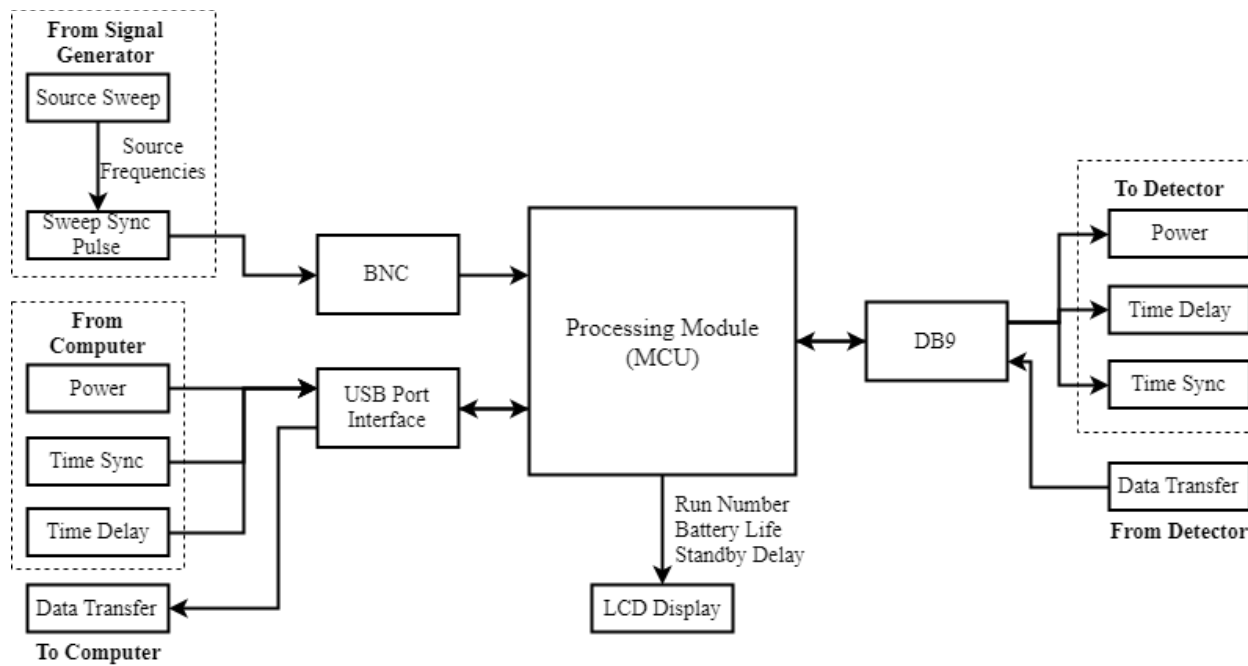 From Signal
Generator
Source Sweep
Source
Frequencies
Sweep Sync
Pulse
BNC
From
Computer
Power
Time Sync
Time Delay
USB Port
Interface
Data Transfer
To Computer
Processing Module
(MCU)
Run Number
Battery Life
Standby Delay
LCD Display
DB9
To Detector
Power
Time Delay
Time Sync
Data Transfer
From Detector